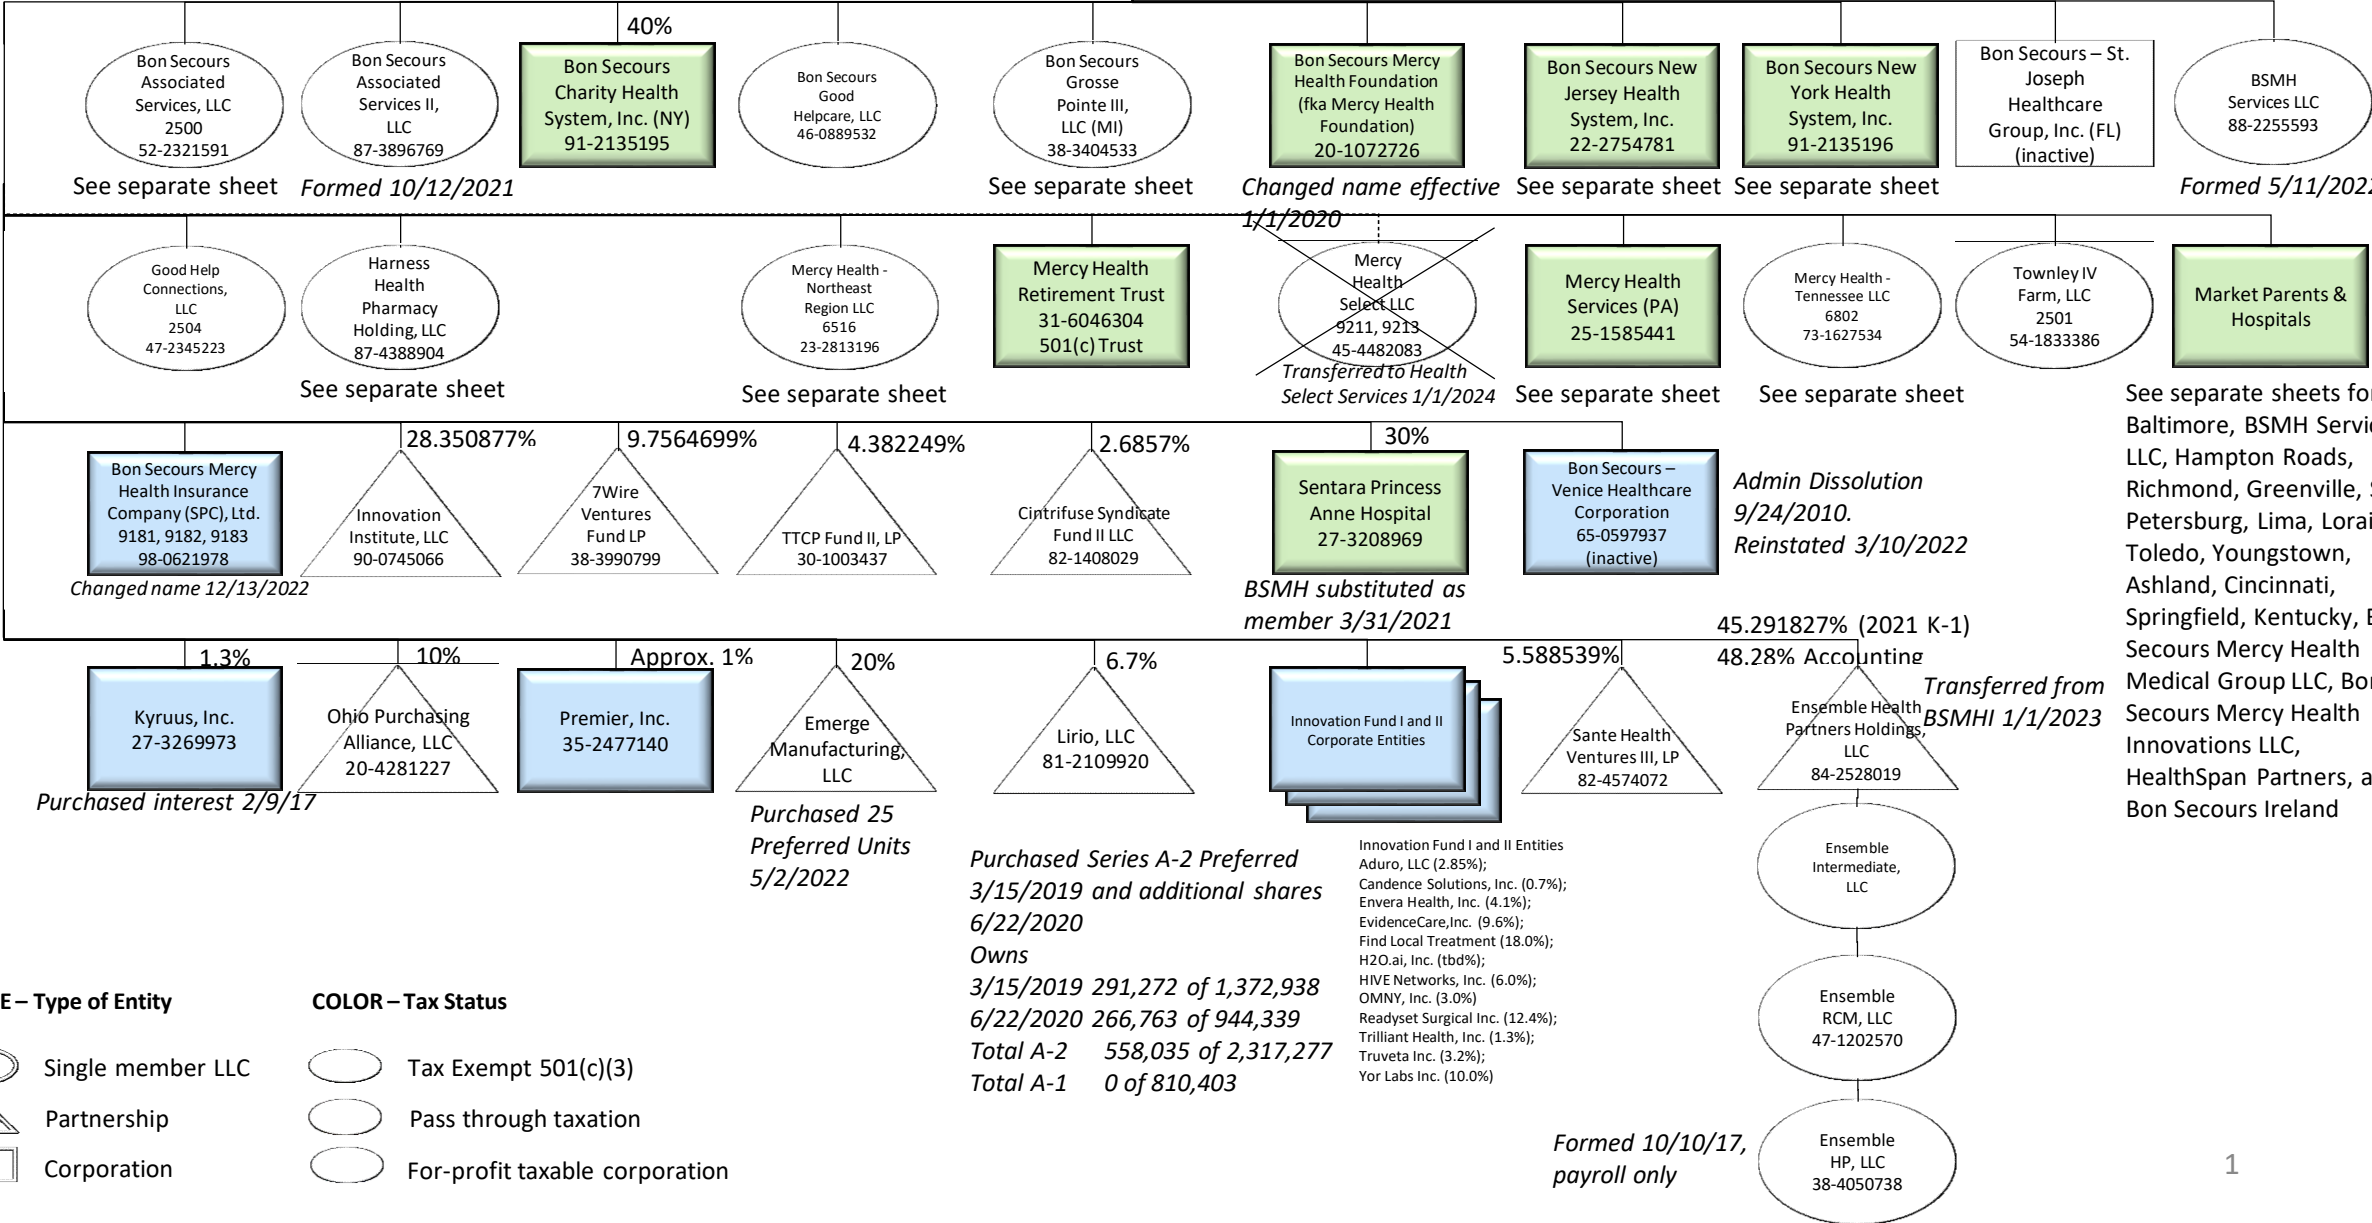 40%
Bon Secours
Associated
Services, LLC
2500
52-2321591
See separate sheet
Bon Secours
Associated
Services II,
LLC
87-3896769
Formed 10/12/2021
Bon Secours
Charity Health
System, Inc. (NY)
91-2135195
Bon Secours
Good
Helpcare, LLC
46-0889532
Bon Secours
Grosse
Pointe III,
LLC (MI)
38-3404533
See separate sheet
Bon Secours Mercy
Health Foundation
(fka Mercy Health
Foundation)
20-1072726
Changed name effective
1/1/2020
Bon Secours New
Jersey Health
System, Inc.
22-2754781
See separate sheet
Bon Secours New
York Health
System, Inc.
91-2135196
See separate sheet
Bon Secours – St.
Joseph
Healthcare
Group, Inc. (FL)
(inactive)
BSMH
Services LLC
88-2255593
Formed 5/11/2022
Good Help
Connections,
LLC
2504
47-2345223
Harness
Health
Pharmacy
Holding, LLC
87-4388904
See separate sheet
Mercy Health -
Northeast
Region LLC
6516
23-2813196
See separate sheet
Mercy Health
Retirement Trust
31-6046304
501(c) Trust
Mercy
Health
Select LLC
9211, 9213
45-4482083
Transferred to Health
Select Services 1/1/2024
Mercy Health
Services (PA)
25-1585441
See separate sheet
Mercy Health -
Tennessee LLC
6802
73-1627534
See separate sheet
Townley IV
Farm, LLC
2501
54-1833386
Market Parents &
Hospitals
See separate sheets for
Baltimore, BSMH
LLC, Hampton Roads,
Richmond, Greenville,
Petersburg, Lima,
Toledo, Youngstown,
Ashland, Cincinnati,
Springfield, Kentucky,
Secours Mercy Health
Medical Group LLC,
Secours Mercy Health
Innovations LLC,
HealthSpan Partners,
Bon Secours Ireland
Bon Secours Mercy
Health Insurance
Company (SPC), Ltd.
9181, 9182, 9183
98-0621978
Changed name 12/13/2022
28.350877%
Innovation
Institute, LLC
90-0745066
9.7564699%
7Wire
Ventures
Fund LP
38-3990799
4.382249%
TTCP Fund II, LP
30-1003437
2.6857%
Cintrifuse Syndicate
Fund II LLC
82-1408029
30%
Sentara Princess
Anne Hospital
27-3208969
BSMH substituted as
member 3/31/2021
Bon Secours –
Venice Healthcare
Corporation
65-0597937
(inactive)
Admin Dissolution
9/24/2010.
Reinstated 3/10/2022
1.3%
Kyruus, Inc.
27-3269973
Purchased interest 2/9/17
10%
Ohio Purchasing
Alliance, LLC
20-4281227
Approx. 1%
Premier, Inc.
35-2477140
20%
Emerge
Manufacturing,
LLC
Purchased 25
Preferred Units
5/2/2022
6.7%
Lirio, LLC
81-2109920
Purchased Series A-2 Preferred
3/15/2019 and additional shares
6/22/2020
Owns
3/15/2019 291,272 of 1,372,938
6/22/2020 266,763 of 944,339
Total A-2 558,035 of 2,317,277
Total A-1 0 of 810,403
Innovation Fund I and II
Corporate Entities
Innovation Fund I and II Entities
Aduro, LLC (2.85%);
Candence Solutions, Inc. (0.7%);
Envera Health, Inc. (4.1%);
EvidenceCare,Inc. (9.6%);
Find Local Treatment (18.0%);
H2O.ai, Inc. (tbd%);
HIVE Networks, Inc. (6.0%);
OMNY, Inc. (3.0%)
Readyset Surgical Inc. (12.4%);
Trilliant Health, Inc. (1.3%);
Truveta Inc. (3.2%);
Yor Labs Inc. (10.0%)
5.588539%
Sante Health
Ventures III, LP
82-4574072
45.291827% (2021 K-1)
48.28% Accounting
Ensemble Health
Partners Holdings,
LLC
84-2528019
Transferred from
BSMHI 1/1/2023
Ensemble
Intermediate,
LLC
Ensemble
RCM, LLC
47-1202570
Ensemble
HP, LLC
38-4050738
Formed 10/10/17,
payroll only
E – Type of Entity
Single member LLC
Partnership
Corporation
COLOR – Tax Status
Tax Exempt 501(c)(3)
Pass through taxation
For-profit taxable corporation
1